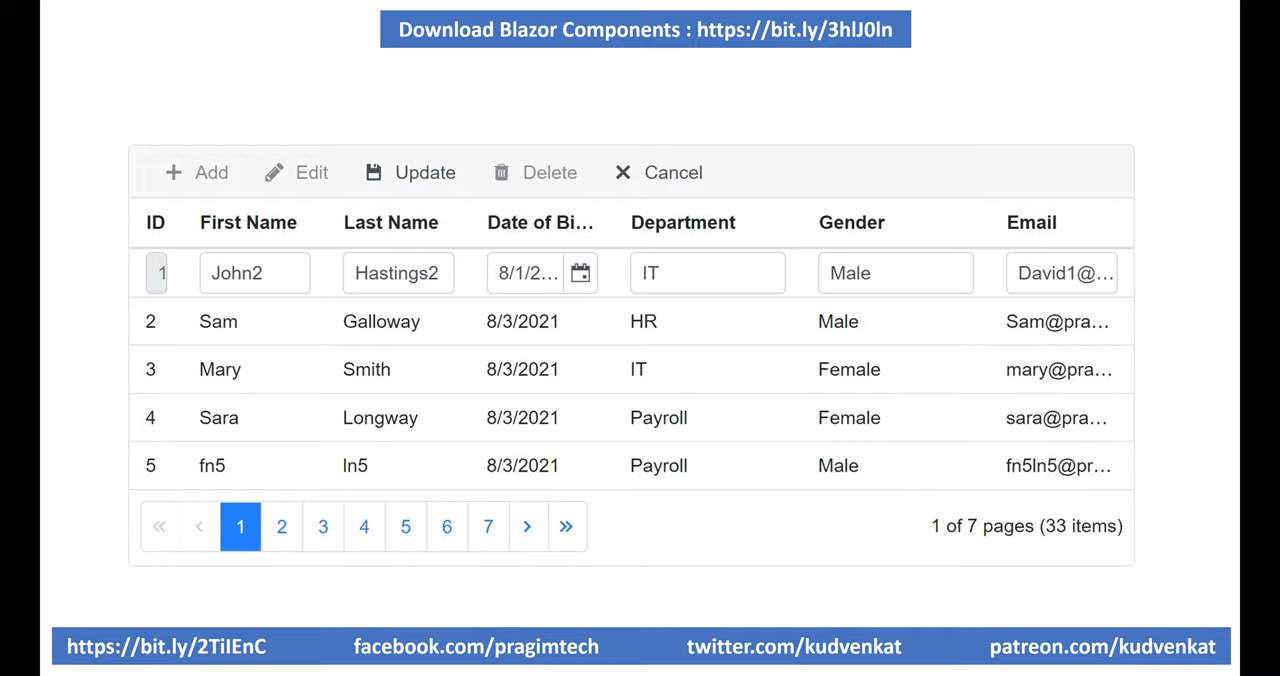 Download Blazor Components : https://bit.ly/3hlJ0ln
Add Edit Update Delete Cancel
ID First Name Last Name Date of Bi... Department Gender Email
1 John2 Hastings2 8/1/2... IT Male David1@...
2 Sam Galloway 8/3/2021 HR Male Sam@pra...
3 Mary Smith 8/3/2021 IT Female mary@pra...
4 Sara Longway 8/3/2021 Payroll Female sara@pra...
5 fn5 ln5 8/3/2021 Payroll Male fn5ln5@pr...
« ‹ 1 2 3 4 5 6 7 › » 1 of 7 pages (33 items)
https://bit.ly/2TiIEnC facebook.com/pragimtech twitter.com/kudvenkat patreon.com/kudvenkat